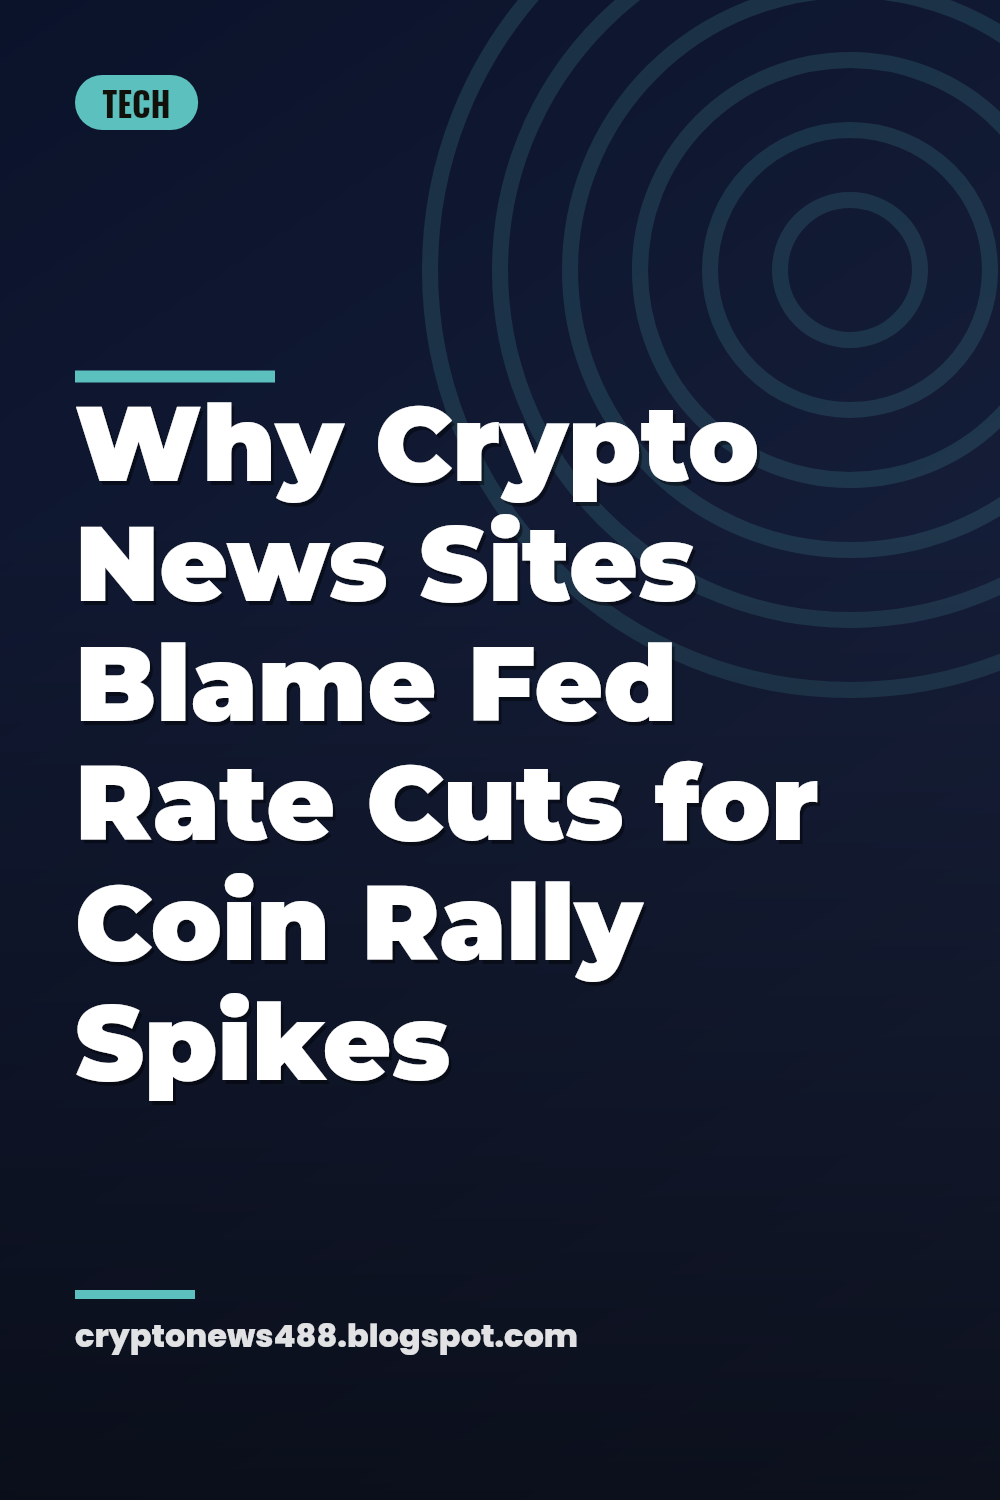 TECH
Why Crypto
News Sites
Blame Fed
Rate Cuts for
Coin Rally
Spikes
cryptonews488.blogspot.com